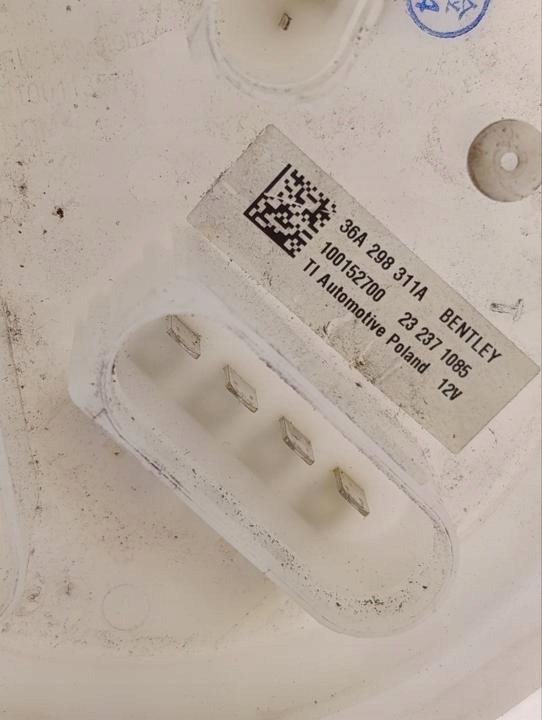 36A 298 311A BENTLEY
100152700 23 237 1085
TI Automotive Poland 12V